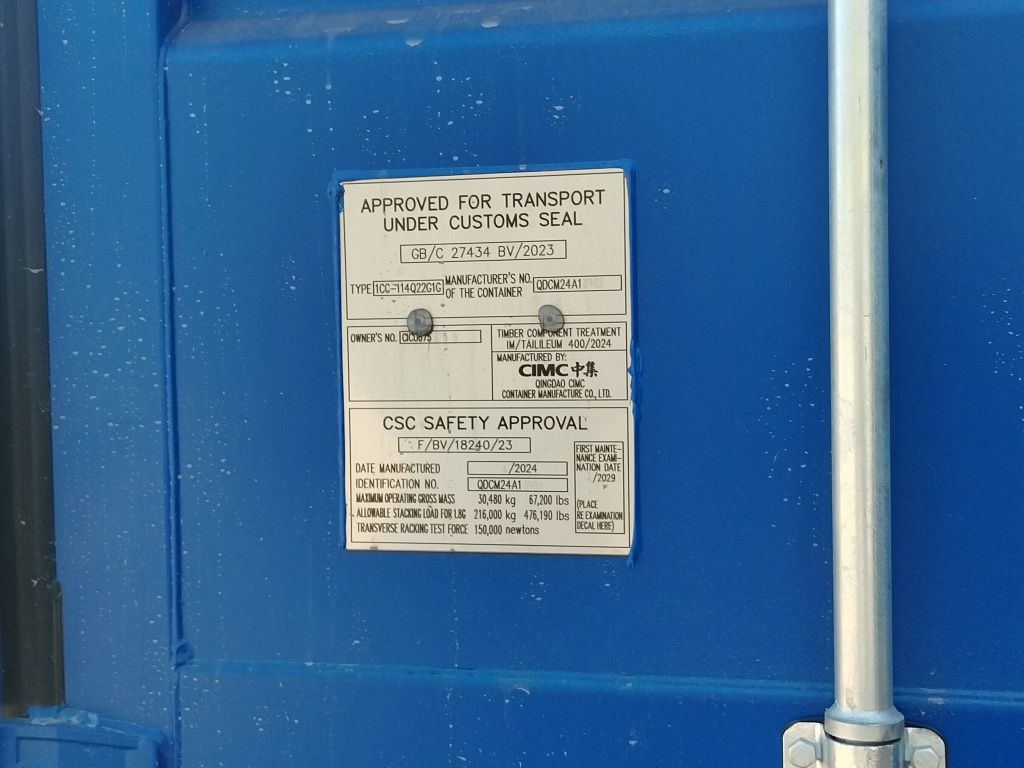 APPROVED FOR TRANSPORT
UNDER CUSTOMS SEAL
GB/C 27434 BV/2023
TYPE 1CC-114Q22G1G
MANUFACTURER'S NO.
OF THE CONTAINER
QDCM24A1
OWNER'S NO.
TIMBER COMPONENT TREATMENT
IM/TAILILEUM 400/2024
MANUFACTURED BY:
CIMC 中集
QINGDAO CIMC
CONTAINER MANUFACTURE CO., LTD.
CSC SAFETY APPROVAL
F/BV/18240/23
DATE MANUFACTURED /2024
IDENTIFICATION NO. QDCM24A1
MAXIMUM OPERATING GROSS MASS 30,480 kg 67,200 lbs
ALLOWABLE STACKING LOAD FOR 1.8G 216,000 kg 476,190 lbs
TRANSVERSE RACKING TEST FORCE 150,000 newtons
FIRST MAINTE-
NANCE EXAMI-
NATION DATE
/2029
(PLACE
RE EXAMINATION
DECAL HERE)